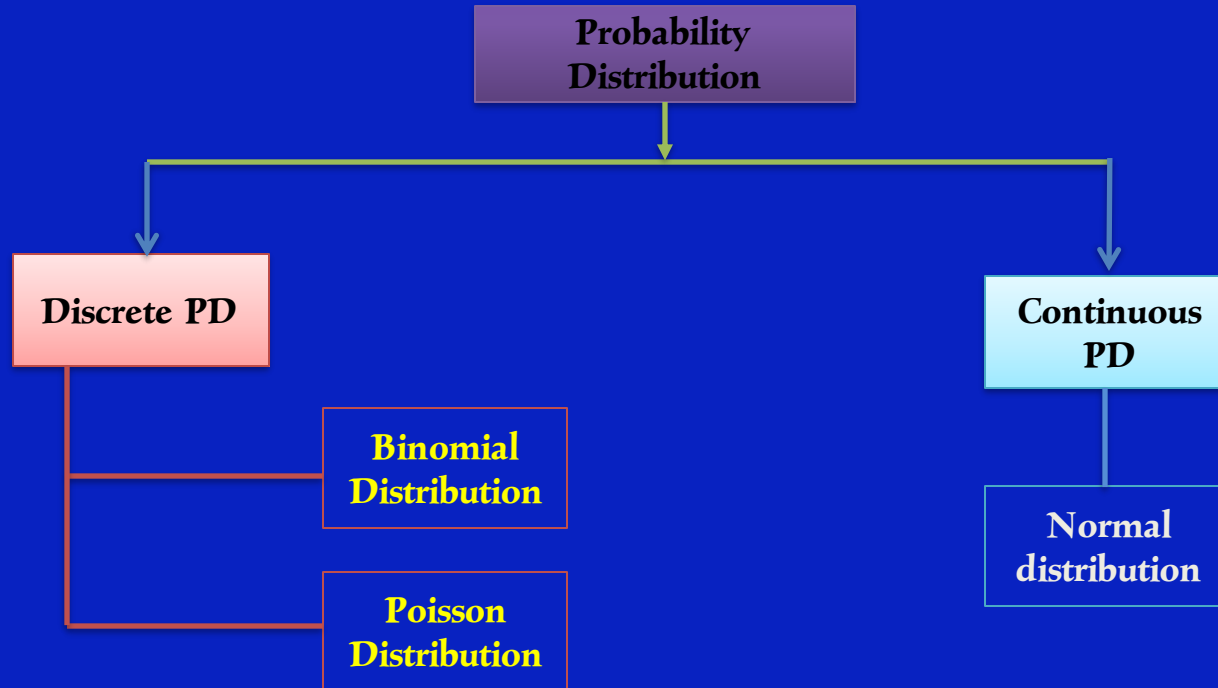 Probability
Distribution
Discrete PD
Continuous
PD
Binomial
Distribution
Normal
distribution
Poisson
Distribution